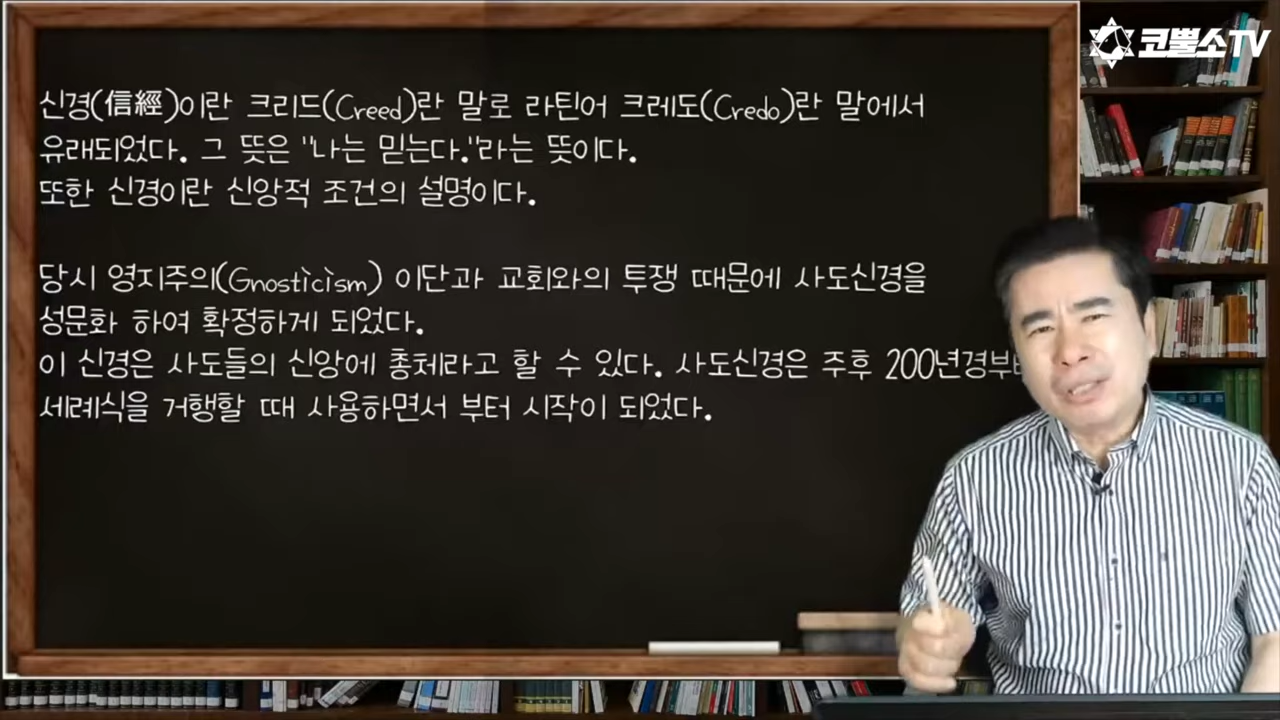 코뿔소TV
신경(信經)이란 크리드(Creed)란 말로 라틴어 크레도(Credo)란 말에서
유래되었다. 그 뜻은 "나는 믿는다."라는 뜻이다.
또한 신경이란 신앙적 조건의 설명이다.
당시 영지주의(Gnosticism) 이단과 교회와의 투쟁 때문에 사도신경을
성문화 하여 확정하게 되었다.
이 신경은 사도들의 신앙에 총체라고 할 수 있다. 사도신경은 주후 200년경부터
세례식을 거행할 때 사용하면서 부터 시작이 되었다.